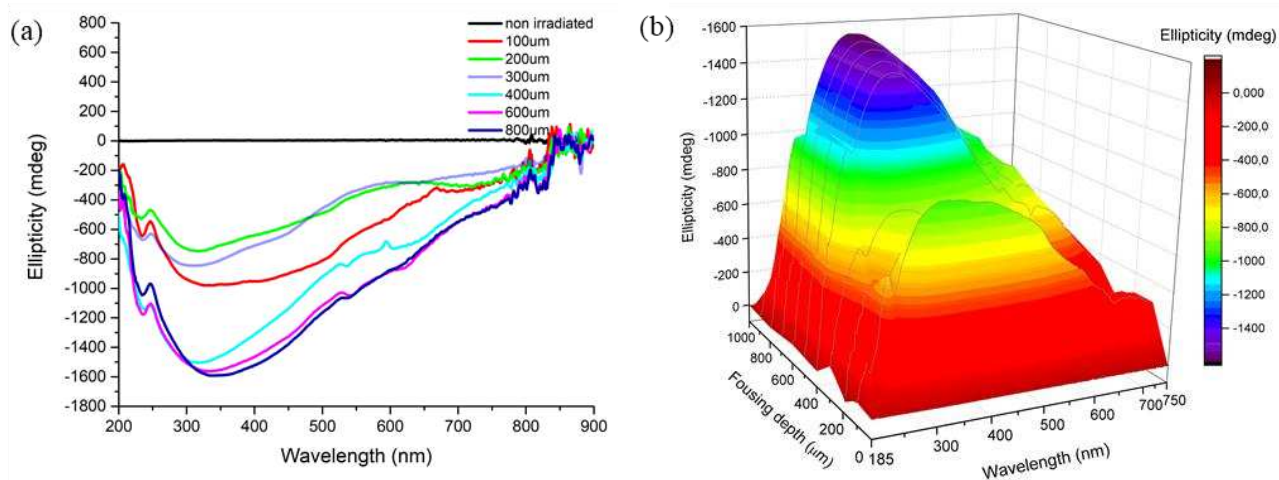 (a)
800
600
400
200
0
-200
-400
-600
-800
-1000
-1200
-1400
-1600
-1800
Ellipticity (mdeg)
200 300 400 500 600 700 800 900
Wavelength (nm)
non irradiated
100um
200um
300um
400um
600um
800um
(b)
-1600
-1400
-1200
-1000
-800
-600
-400
-200
0
Ellipticity (mdeg)
1000
800
600
400
200
0
Fousing depth (μm)
185 300 400 500 600 700 750
Wavelength (nm)
Ellipticity (mdeg)
0,000
-200,0
-400,0
-600,0
-800,0
-1000
-1200
-1400